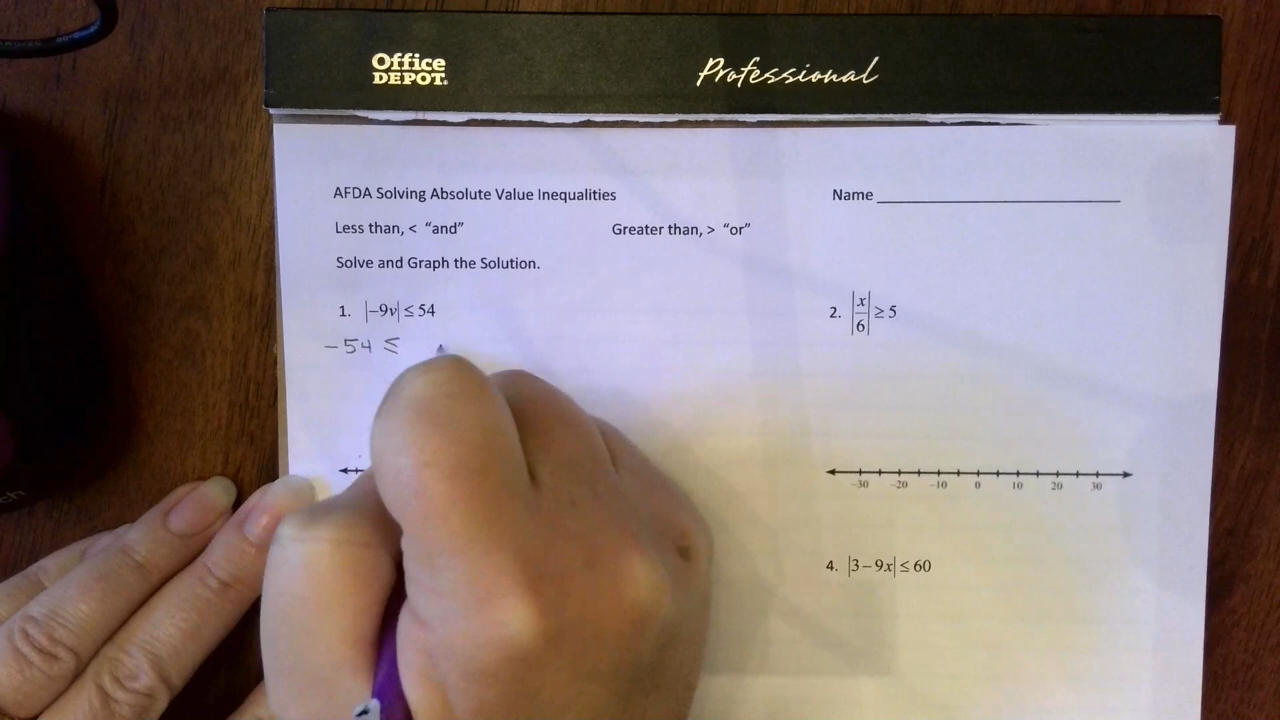 Office
DEPOT.
Professional
AFDA Solving Absolute Value Inequalities
Name
Less than, < "and"
Greater than, > "or"
Solve and Graph the Solution.
1. |−9v| ≤ 54
−54 ≤
2. |x/6| ≥ 5
−30 −20 −10 0 10 20 30
4. |3−9x| ≤ 60